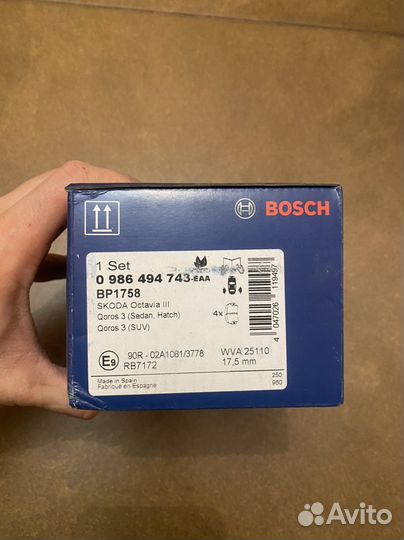 BOSCH
1 Set
0 986 494 743-EAA
BP1758
SKODA Octavia III
Qoros 3 (Sedan, Hatch)
Qoros 3 (SUV)
4x
4 047026 119497
E9
90R - 02A1081/3778
WVA 25110
RB7172
17,5 mm
Made in Spain
Fabriqué en Espagne
250
960
Avito